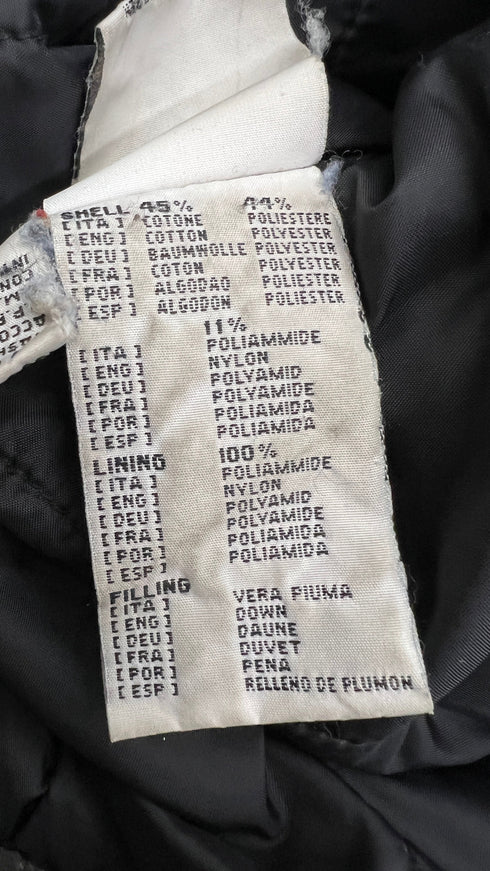 SHELL 45% 44%
[ITA] COTONE POLIESTERE
[ENG] COTTON POLYESTER
[DEU] BAUMWOLLE POLYESTER
[FRA] COTON POLYESTER
[POR] ALGODAO POLIESTER
[ESP] ALGODON POLIESTER
11%
[ITA] POLIAMMIDE
[ENG] NYLON
[DEU] POLYAMID
[FRA] POLYAMIDE
[POR] POLIAMIDA
[ESP] POLIAMIDA
LINING 100%
[ITA] POLIAMMIDE
[ENG] NYLON
[DEU] POLYAMID
[FRA] POLYAMIDE
[POR] POLIAMIDA
[ESP] POLIAMIDA
FILLING
[ITA] VERA PIUMA
[ENG] DOWN
[DEU] DAUNE
[FRA] DUVET
[POR] PENA
[ESP] RELLENO DE PLUMON